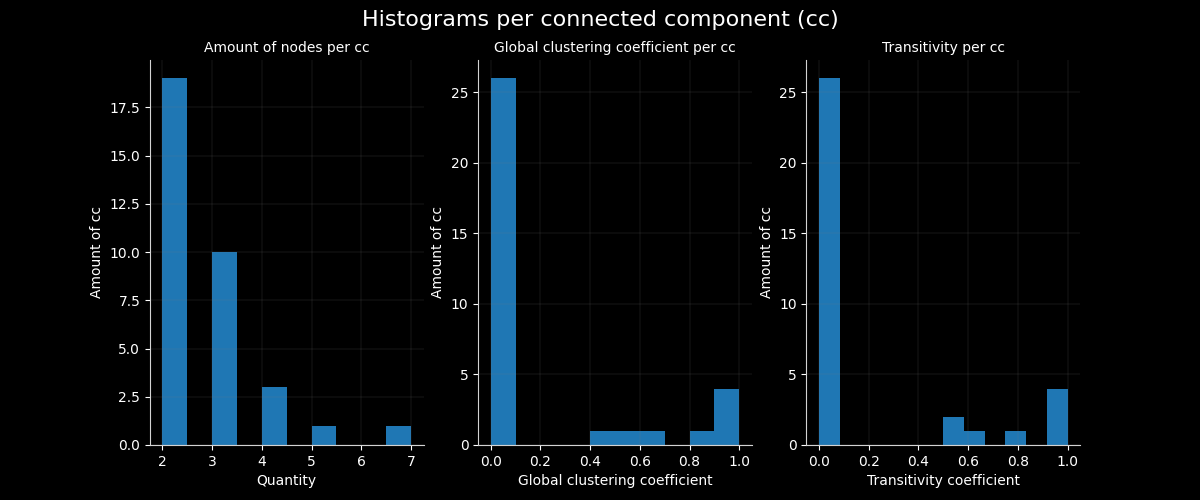 Histograms per connected component (cc)
Amount of nodes per cc
Amount of cc
17.5
15.0
12.5
10.0
7.5
5.0
2.5
0.0
2 3 4 5 6 7
Quantity
Global clustering coefficient per cc
Amount of cc
25
20
15
10
5
0
0.0 0.2 0.4 0.6 0.8 1.0
Global clustering coefficient
Transitivity per cc
Amount of cc
25
20
15
10
5
0
0.0 0.2 0.4 0.6 0.8 1.0
Transitivity coefficient